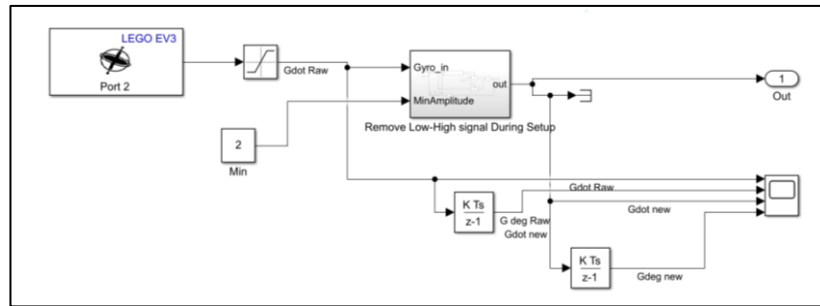 LEGO EV3
Port 2
Gdot Raw
Gyro_in
out
MinAmplitude
Remove Low-High signal During Setup
1
Out
2
Min
Gdot Raw
K Ts
z-1
G deg Raw
Gdot new
Gdot new
K Ts
z-1
Gdeg new